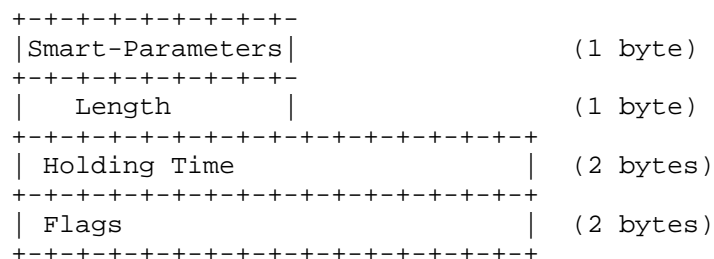 +-+-+-+-+-+-+-+-+-
|Smart-Parameters| (1 byte)
+-+-+-+-+-+-+-+-+-
| Length | (1 byte)
+-+-+-+-+-+-+-+-+-+-+-+-+-+-+-+-+
| Holding Time | (2 bytes)
+-+-+-+-+-+-+-+-+-+-+-+-+-+-+-+-+
| Flags | (2 bytes)
+-+-+-+-+-+-+-+-+-+-+-+-+-+-+-+-+